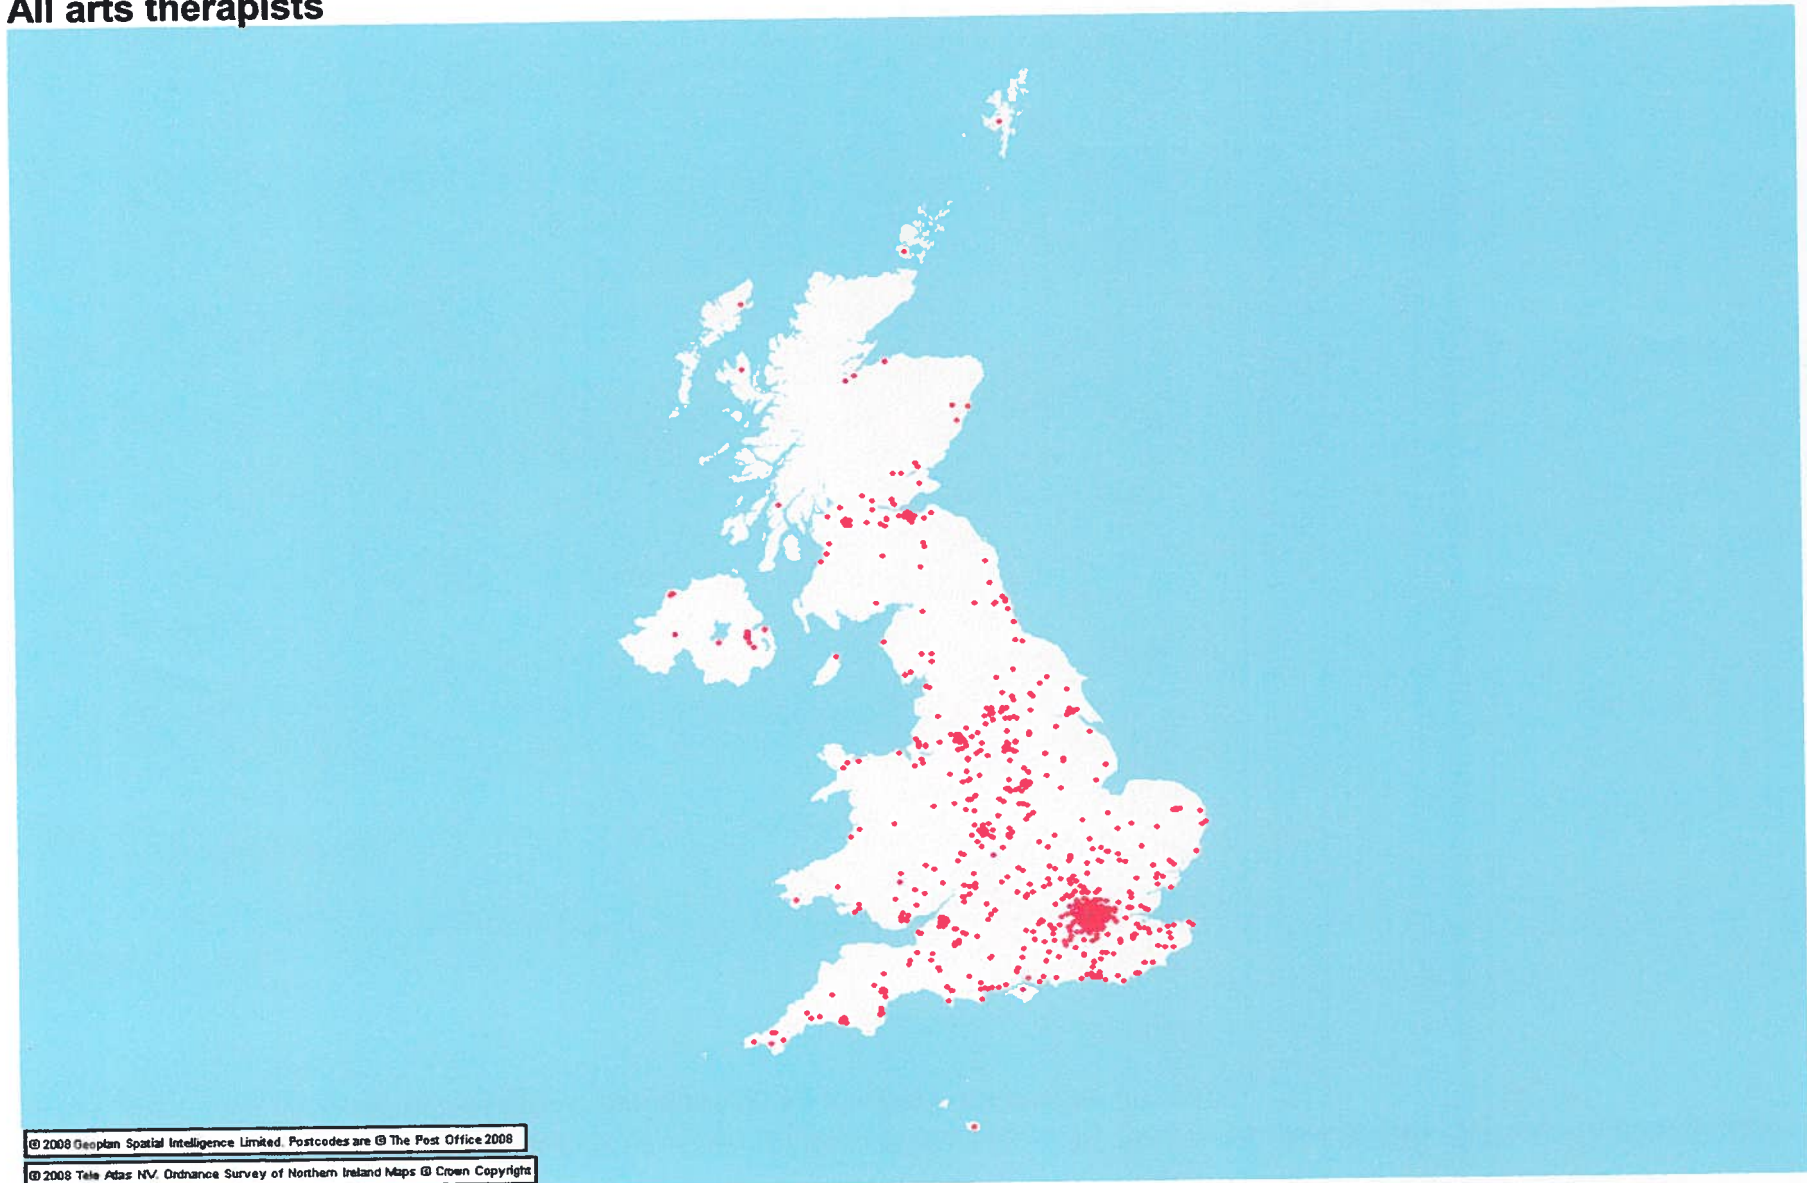 All arts therapists
© 2008 Geoplan Spatial Intelligence Limited. Postcodes are © The Post Office 2008
© 2008 Tele Atlas NV. Ordnance Survey of Northern Ireland Maps © Crown Copyright